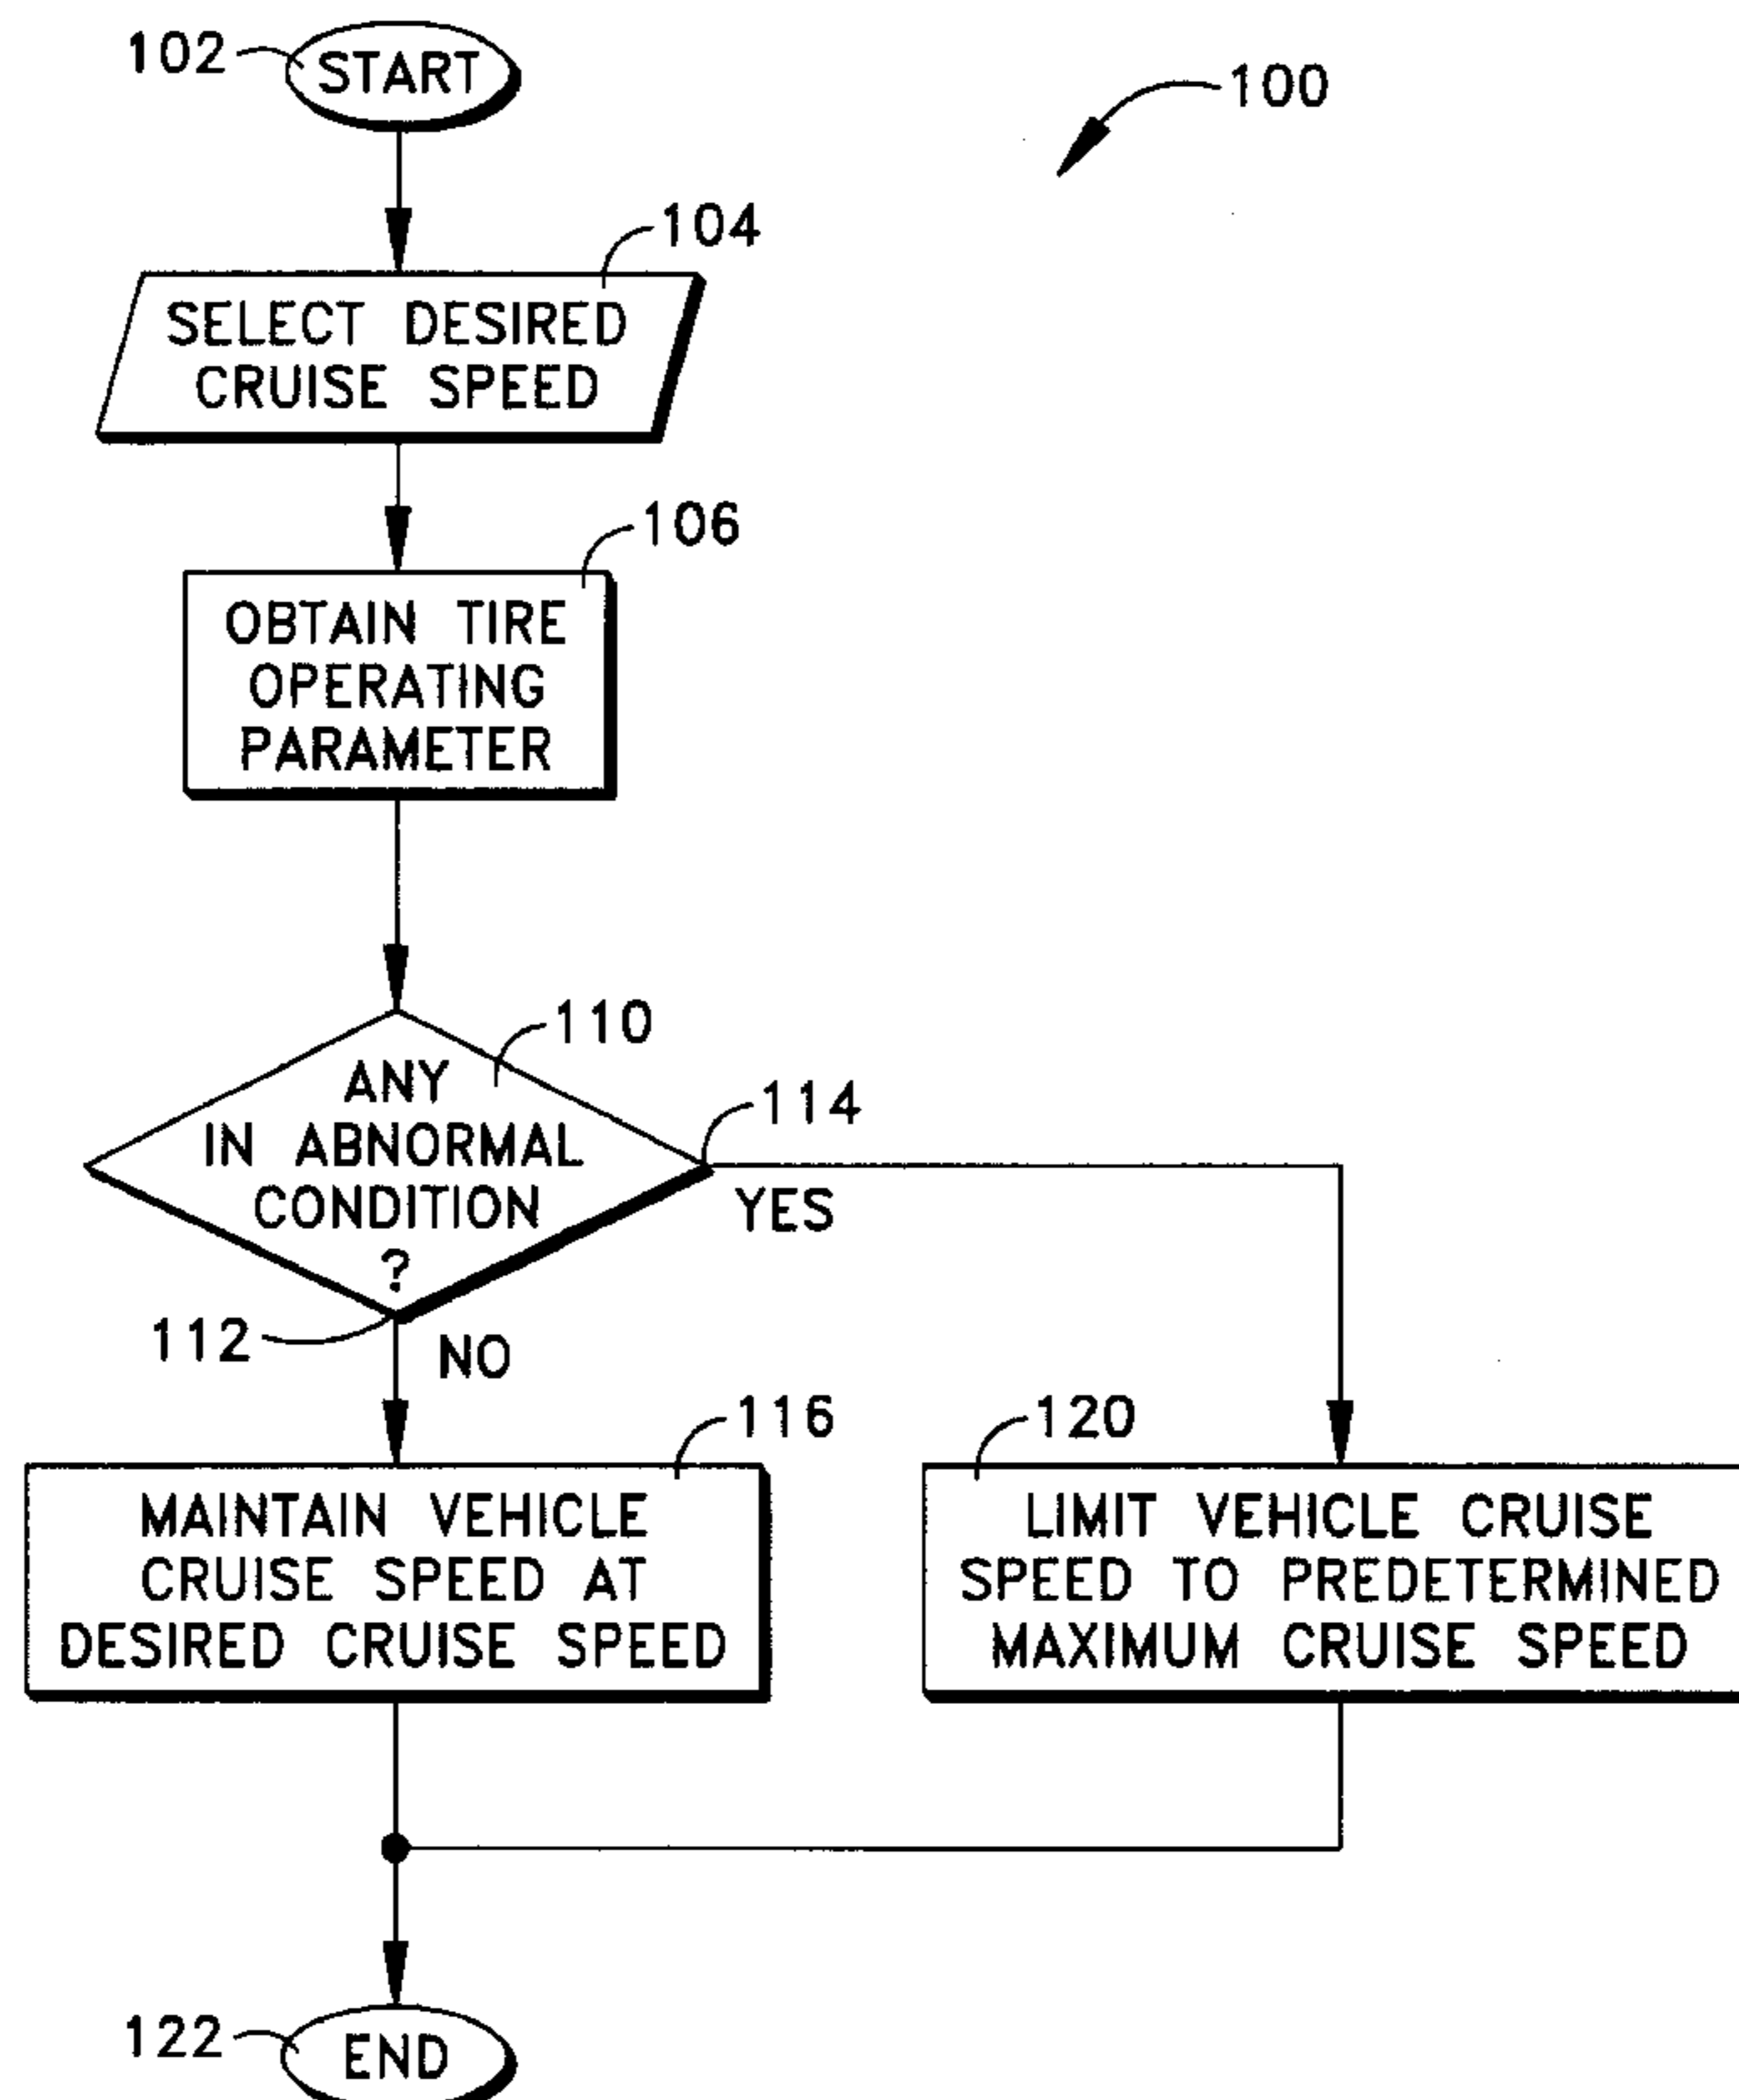 102
START
100
104
SELECT DESIRED
CRUISE SPEED
106
OBTAIN TIRE
OPERATING
PARAMETER
110
ANY
IN ABNORMAL
CONDITION
?
114
YES
112
NO
116
MAINTAIN VEHICLE
CRUISE SPEED AT
DESIRED CRUISE SPEED
120
LIMIT VEHICLE CRUISE
SPEED TO PREDETERMINED
MAXIMUM CRUISE SPEED
122
END